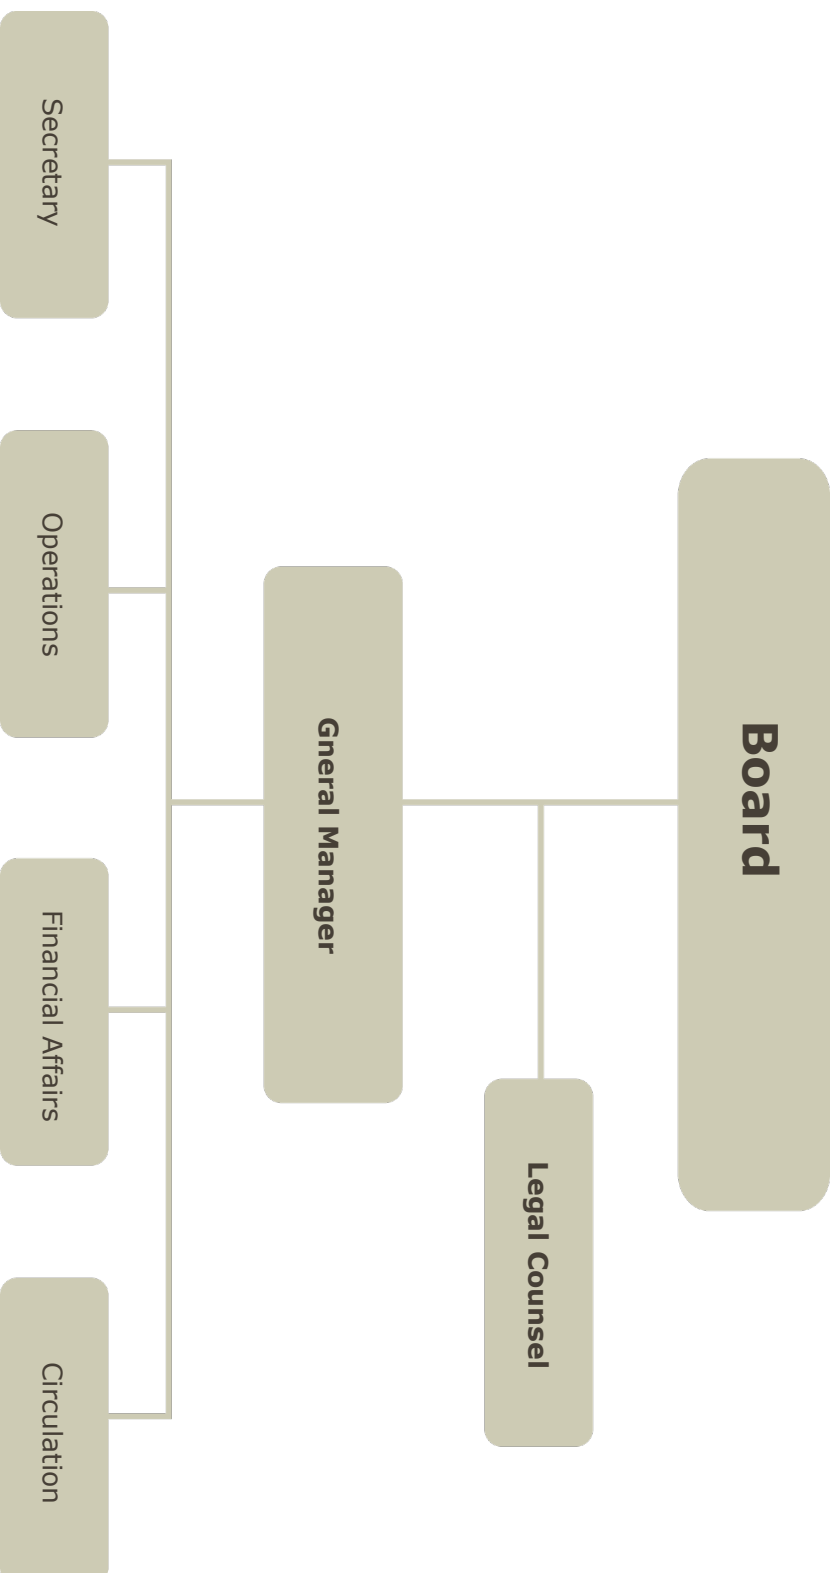 Board
Legal Counsel
Gneral Manager
Secretary
Operations
Financial Affairs
Circulation